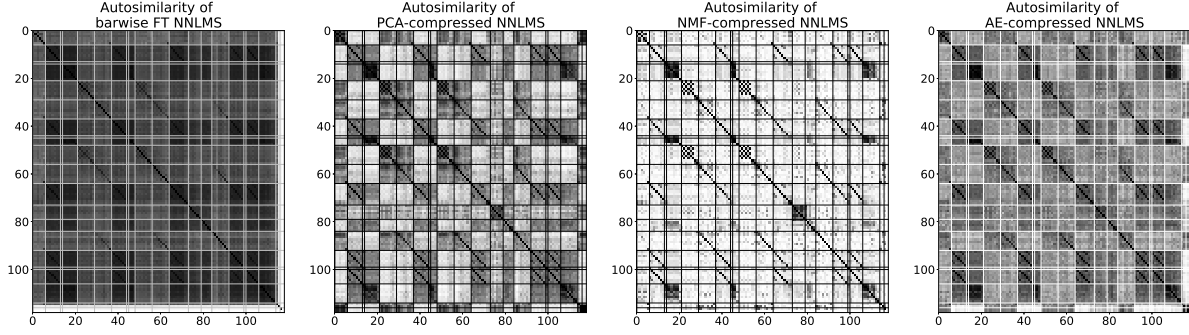 Autosimilarity of
barwise FT NNLMS
Autosimilarity of
PCA-compressed NNLMS
Autosimilarity of
NMF-compressed NNLMS
Autosimilarity of
AE-compressed NNLMS
0
20
40
60
80
100
0 20 40 60 80 100
0
20
40
60
80
100
0 20 40 60 80 100
0
20
40
60
80
100
0 20 40 60 80 100
0
20
40
60
80
100
0 20 40 60 80 100